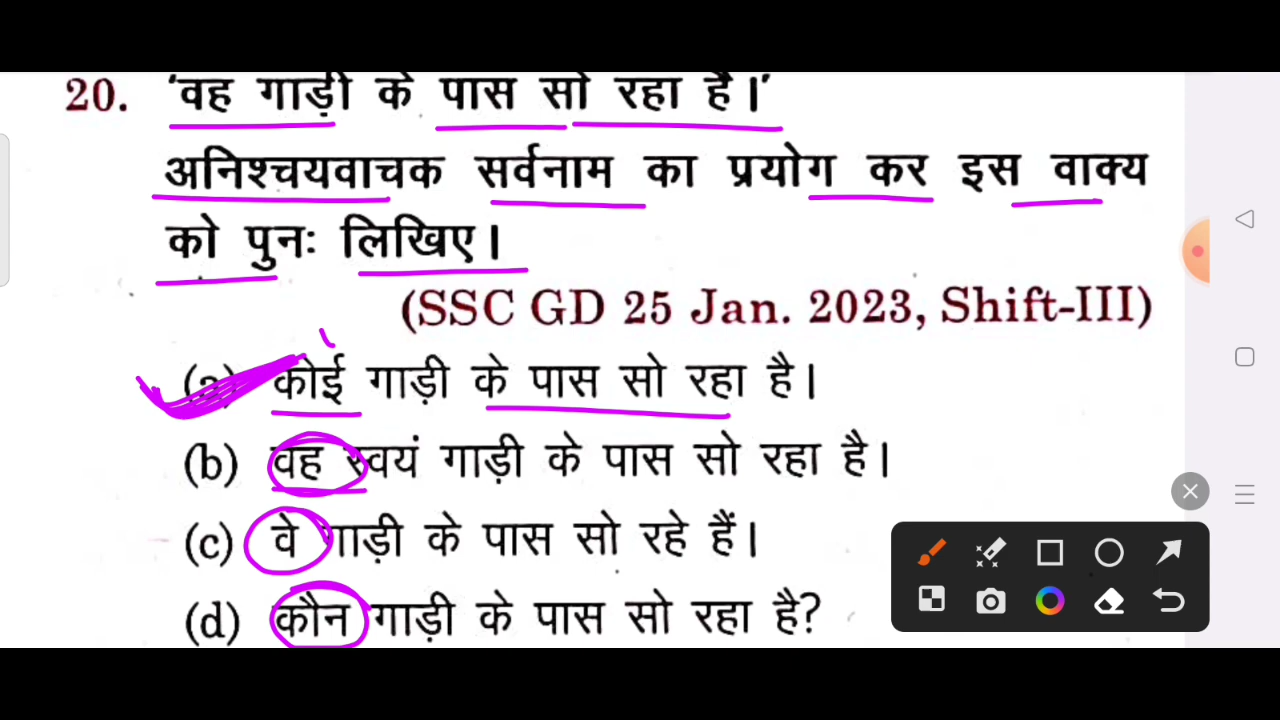 20. 'वह गाड़ी के पास सो रहा है।'
अनिश्चयवाचक सर्वनाम का प्रयोग कर इस वाक्य
को पुनः लिखिए।
(SSC GD 25 Jan. 2023, Shift-III)
(a) कोई गाड़ी के पास सो रहा है।
(b) वह स्वयं गाड़ी के पास सो रहा है।
(c) वे गाड़ी के पास सो रहे हैं।
(d) कौन गाड़ी के पास सो रहा है?